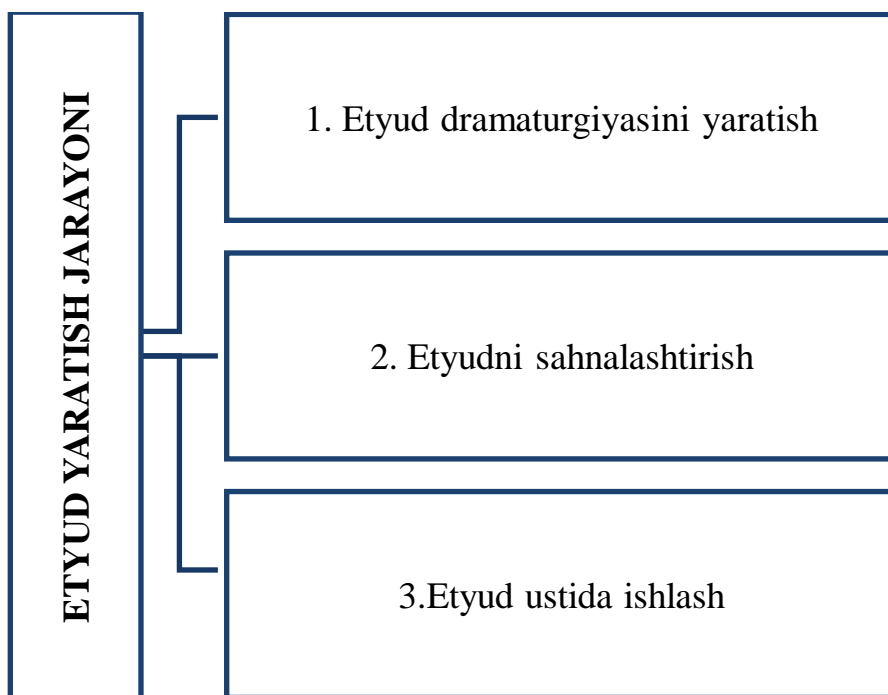 ETYUD YARATISH JARAYONI
1. Etyud dramaturgiyasini yaratish
2. Etyudni sahnalashtirish
3.Etyud ustida ishlash